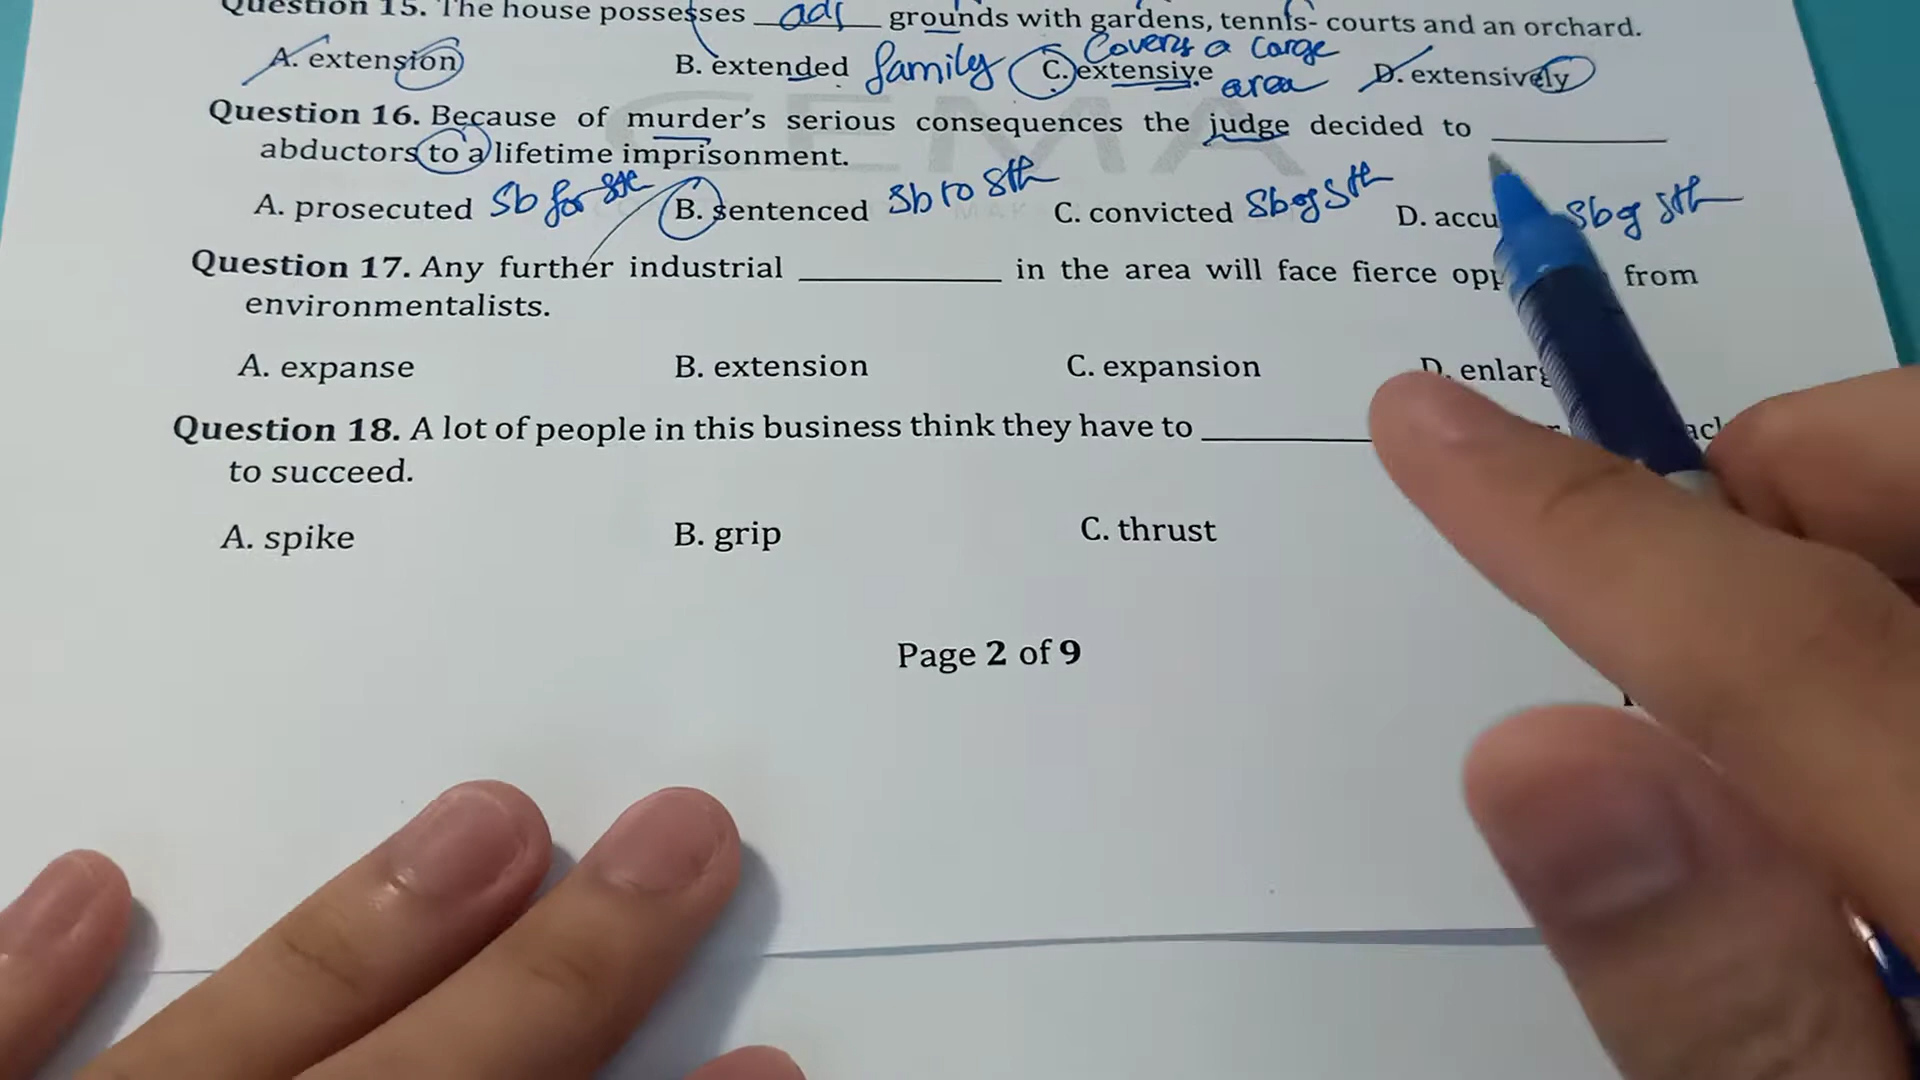 Question 15. The house possesses ______ adj grounds with gardens, tennis- courts and an orchard.
A. extension B. extended family C. extensive covers a large area D. extensively
Question 16. Because of murder's serious consequences the judge decided to ______
abductors to a lifetime imprisonment.
A. prosecuted sb for sth B. sentenced sb to sth C. convicted sb of sth D. accu sb of sth
Question 17. Any further industrial ______ in the area will face fierce opp from
environmentalists.
A. expanse B. extension C. expansion D. enlarg
Question 18. A lot of people in this business think they have to ______
to succeed.
A. spike B. grip C. thrust
Page 2 of 9